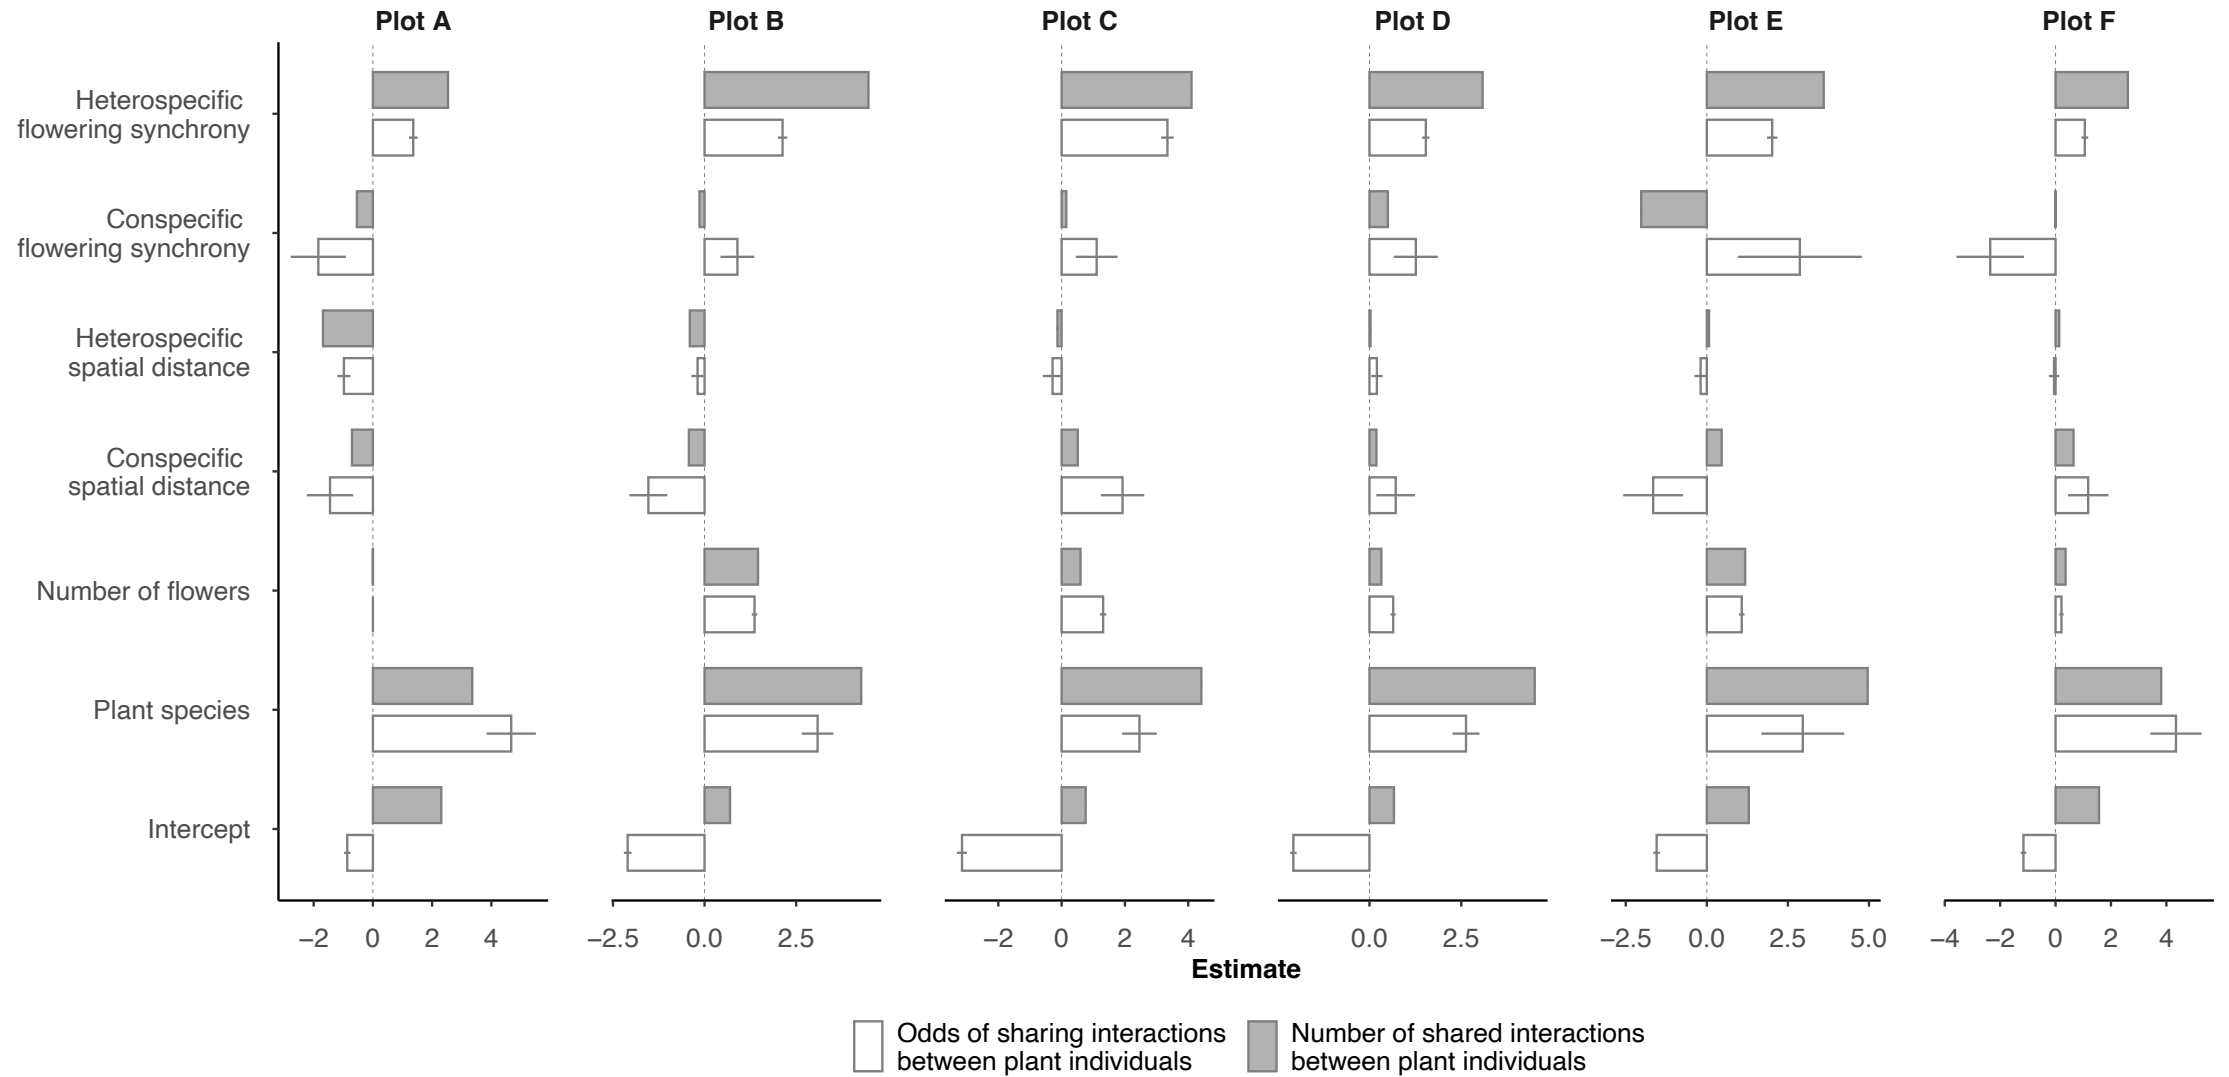 Plot A Plot B Plot C Plot D Plot E Plot F
Heterospecific
flowering synchrony
Conspecific
flowering synchrony
Heterospecific
spatial distance
Conspecific
spatial distance
Number of flowers
Plant species
Intercept
−2 0 2 4 −2.5 0.0 2.5 −2 0 2 4 0.0 2.5 −2.5 0.0 2.5 5.0 −4 −2 0 2 4
Estimate
Odds of sharing interactions
between plant individuals
Number of shared interactions
between plant individuals